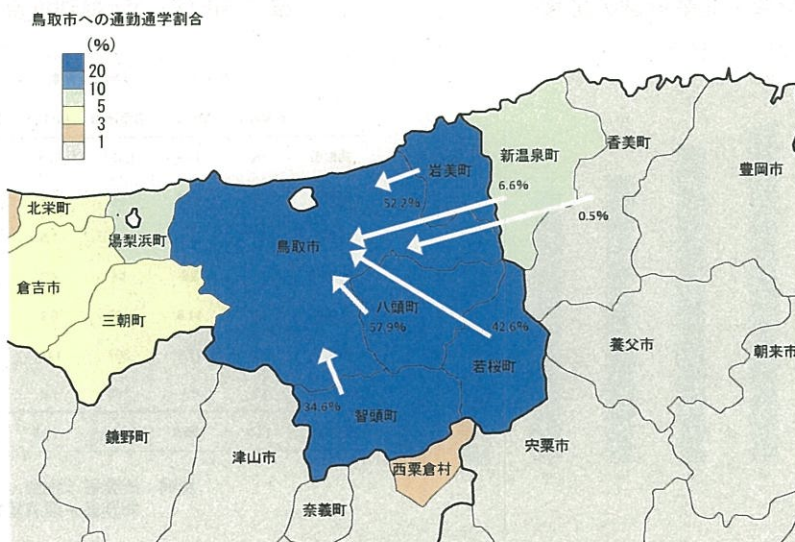 鳥取市への通勤通学割合
(%)
20
10
5
3
1
岩美町
新温泉町
香美町
豊岡市
52.2%
6.6%
0.5%
北栄町
湯梨浜町
鳥取市
倉吉市
三朝町
八頭町
57.9%
42.6%
若桜町
養父市
朝来市
34.6%
智頭町
鏡野町
津山市
西粟倉村
宍粟市
奈義町